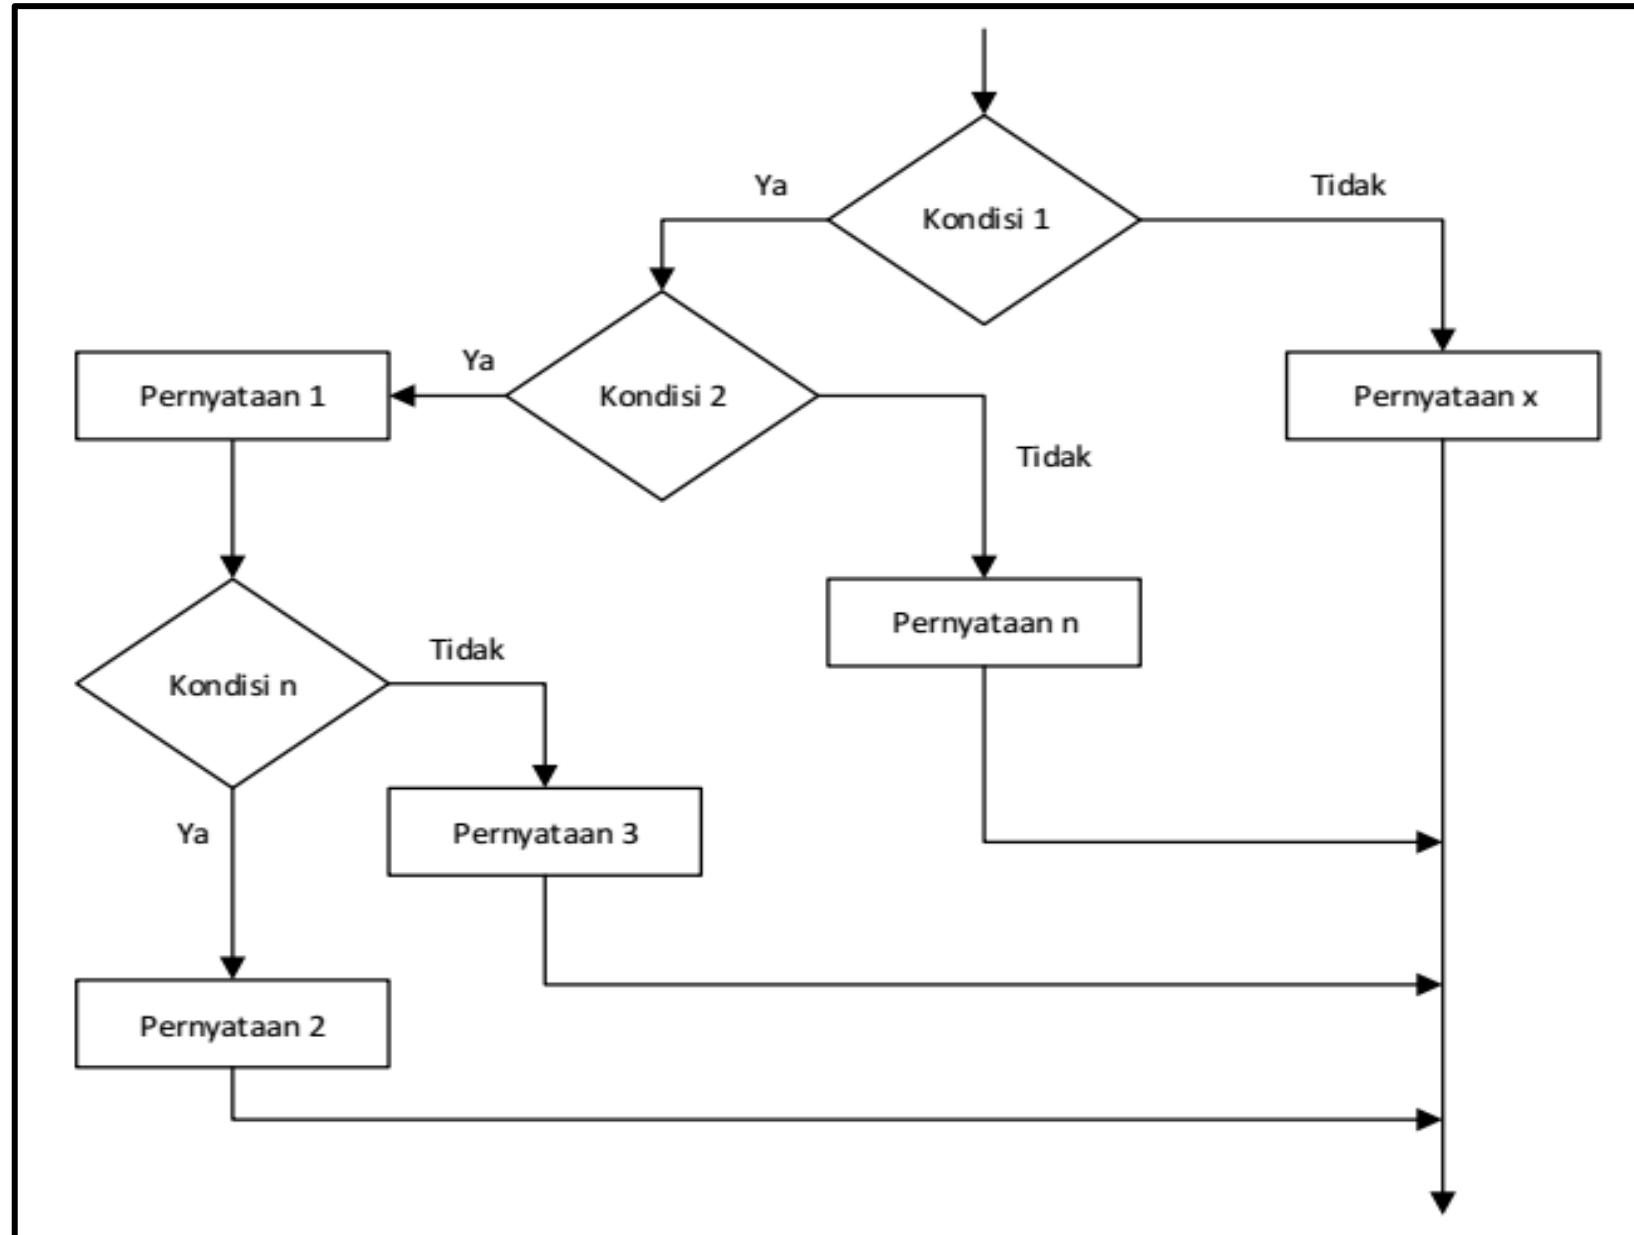 Ya
Tidak
Kondisi 1
Ya
Pernyataan 1
Kondisi 2
Pernyataan x
Tidak
Pernyataan n
Tidak
Kondisi n
Ya
Pernyataan 3
Pernyataan 2